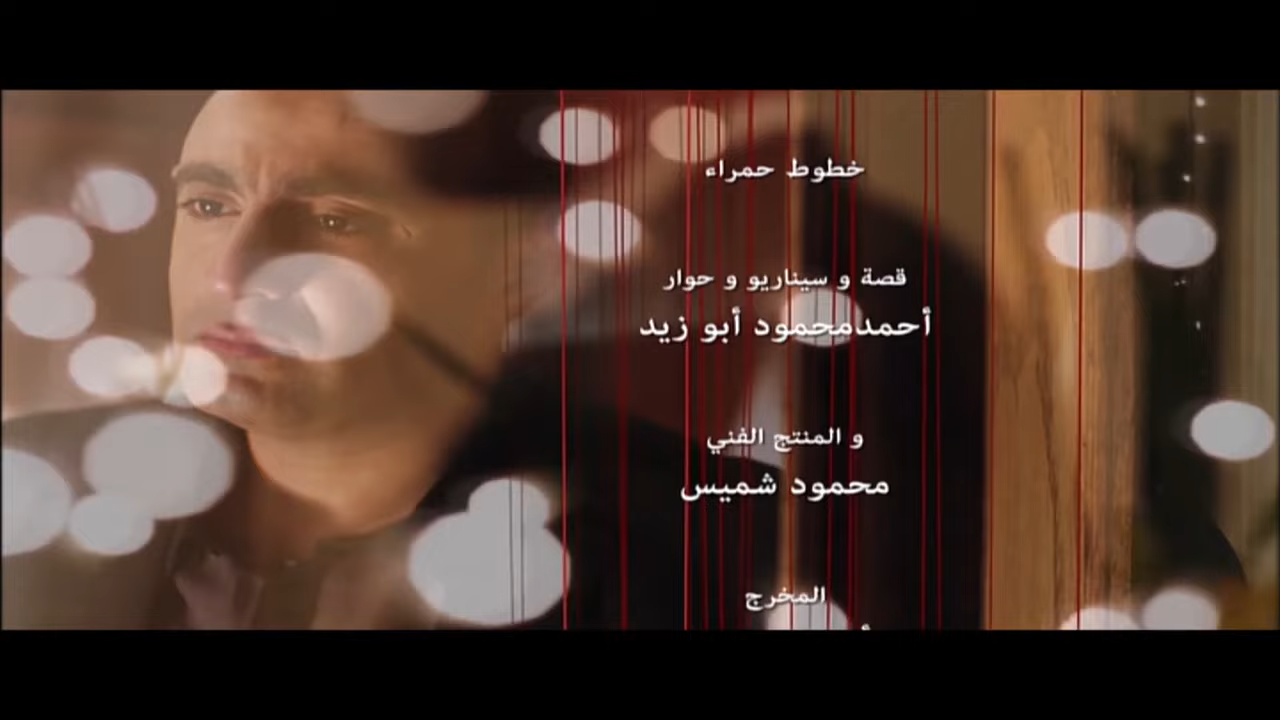 خطوط حمراء
قصة و سيناريو و حوار
أحمدمحمود أبو زيد
و المنتج الفني
محمود شميس
المخرج